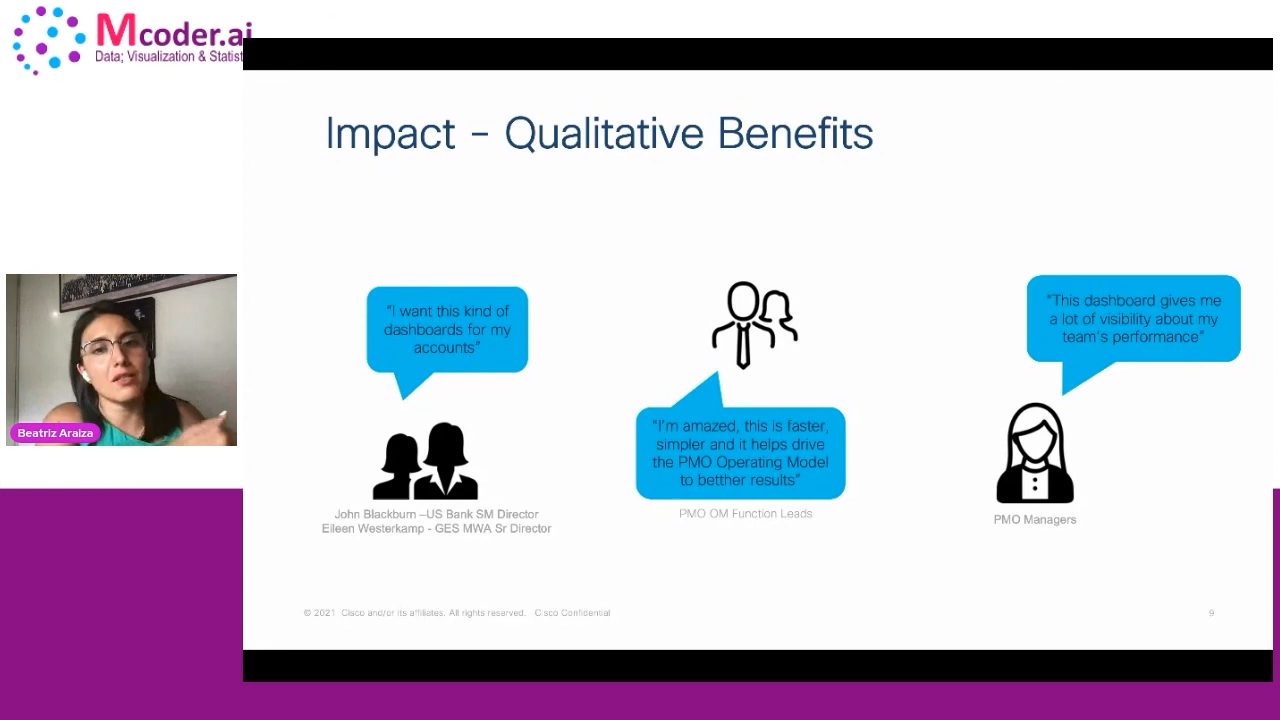 Mcoder.ai
Data; Visualization & Statist
Impact - Qualitative Benefits
"I want this kind of
dashboards for my
accounts"
John Blackburn –US Bank SM Director
Eileen Westerkamp - GES MWA Sr Director
"I'm amazed, this is faster,
simpler and it helps drive
the PMO Operating Model
to betther results"
PMO OM Function Leads
"This dashboard gives me
a lot of visibility about my
team's performance"
PMO Managers
Beatriz Araiza
© 2021 Cisco and/or its affiliates. All rights reserved. Cisco Confidential
9